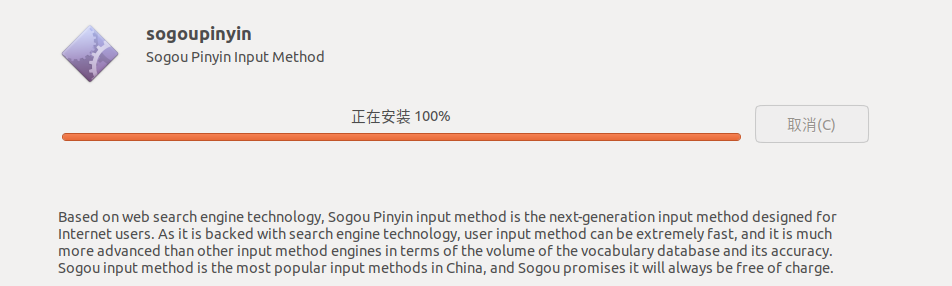 sogoupinyin
Sogou Pinyin Input Method
正在安装 100%
取消(C)
Based on web search engine technology, Sogou Pinyin input method is the next-generation input method designed for
Internet users. As it is backed with search engine technology, user input method can be extremely fast, and it is much
more advanced than other input method engines in terms of the volume of the vocabulary database and its accuracy.
Sogou input method is the most popular input methods in China, and Sogou promises it will always be free of charge.